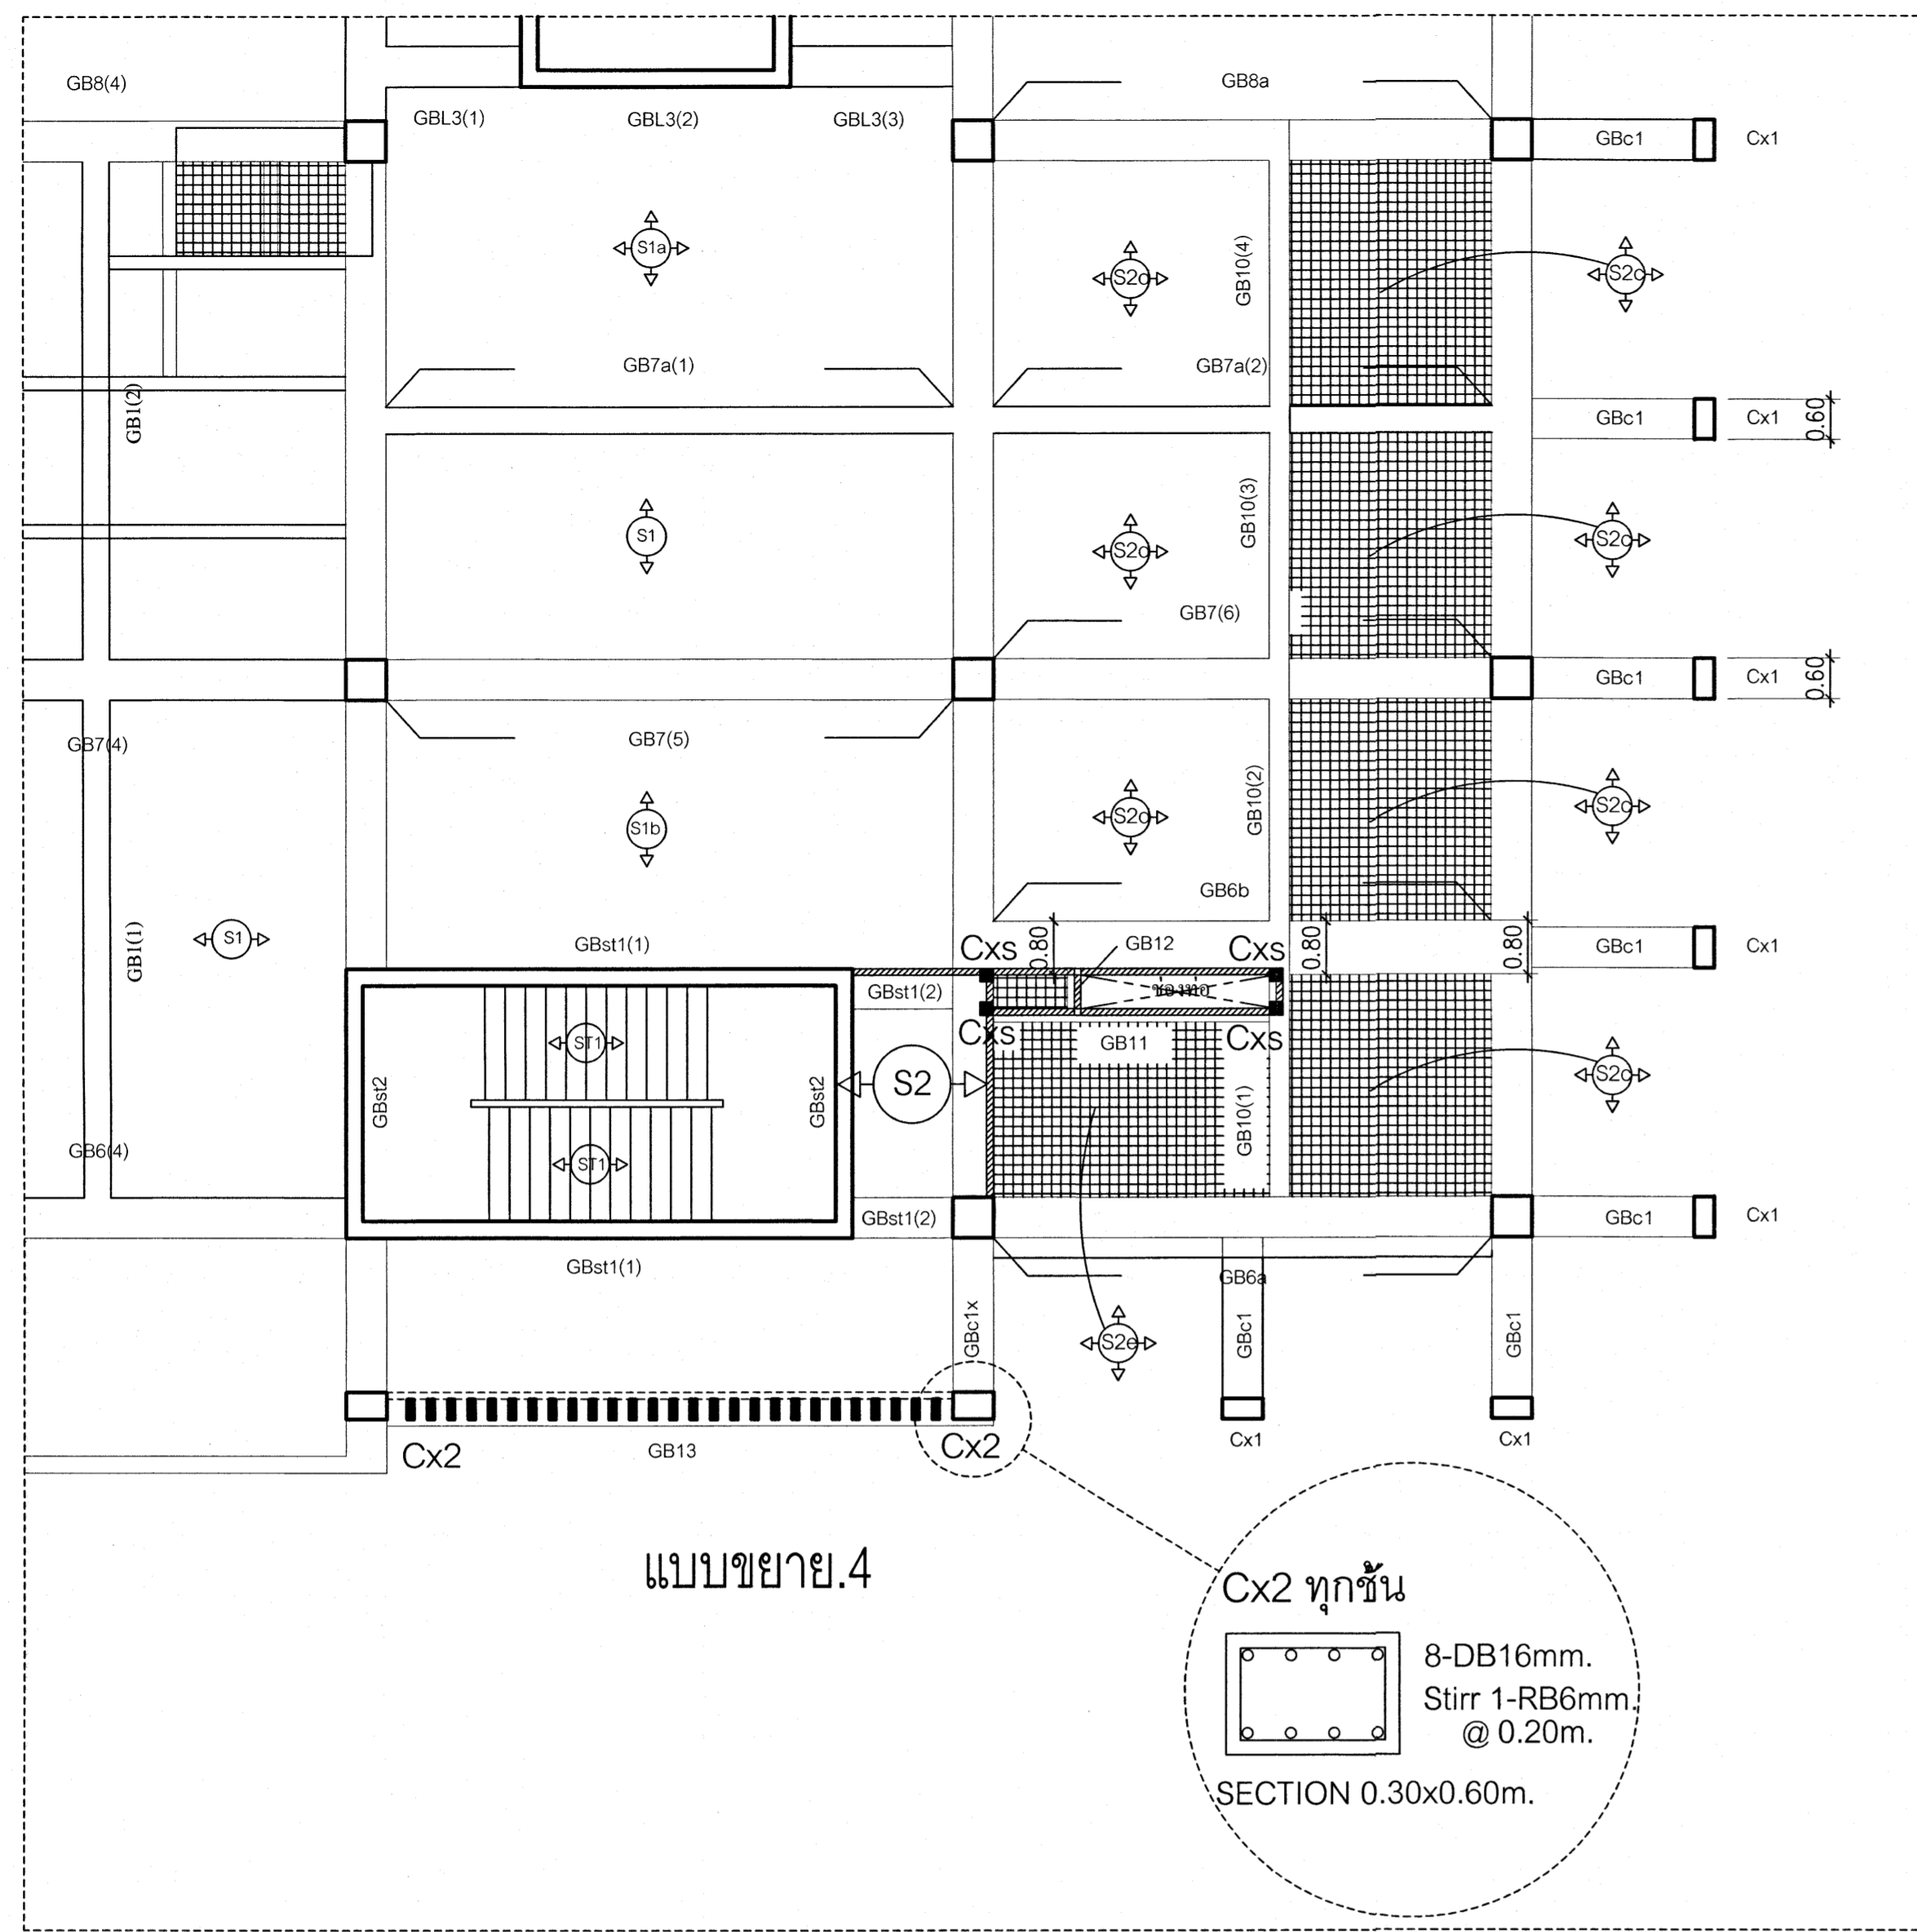 GB8(4)
GBL3(1)
GBL3(2)
GBL3(3)
GB8a
GBc1
Cx1
S1a
S2c
GB10(4)
S2c
GB7a(1)
GB7a(2)
GB1(2)
GBc1
Cx1
0.60
S1
S2c
GB10(3)
S2c
GB7(6)
GBc1
Cx1
0.60
GB7(4)
GB7(5)
S1b
S2c
GB10(2)
S2c
GB6b
GB1(1)
S1
GBst1(1)
Cxs
0.80
GB12
Cxs
0.80
0.80
GBc1
Cx1
GBst1(2)
ช่องท่อ
Cxs
GB11
Cxs
ST1
S2
S2c
GBst2
GBst2
GB10(1)
GB6(4)
ST1
GBst1(2)
GBc1
Cx1
GBst1(1)
GB6a
GBc1x
S2e
GBc1
GBc1
Cx2
GB13
Cx2
Cx1
Cx1
แบบขยาย.4
Cx2 ทุกชั้น
8-DB16mm.
Stirr 1-RB6mm.
@ 0.20m.
SECTION 0.30x0.60m.